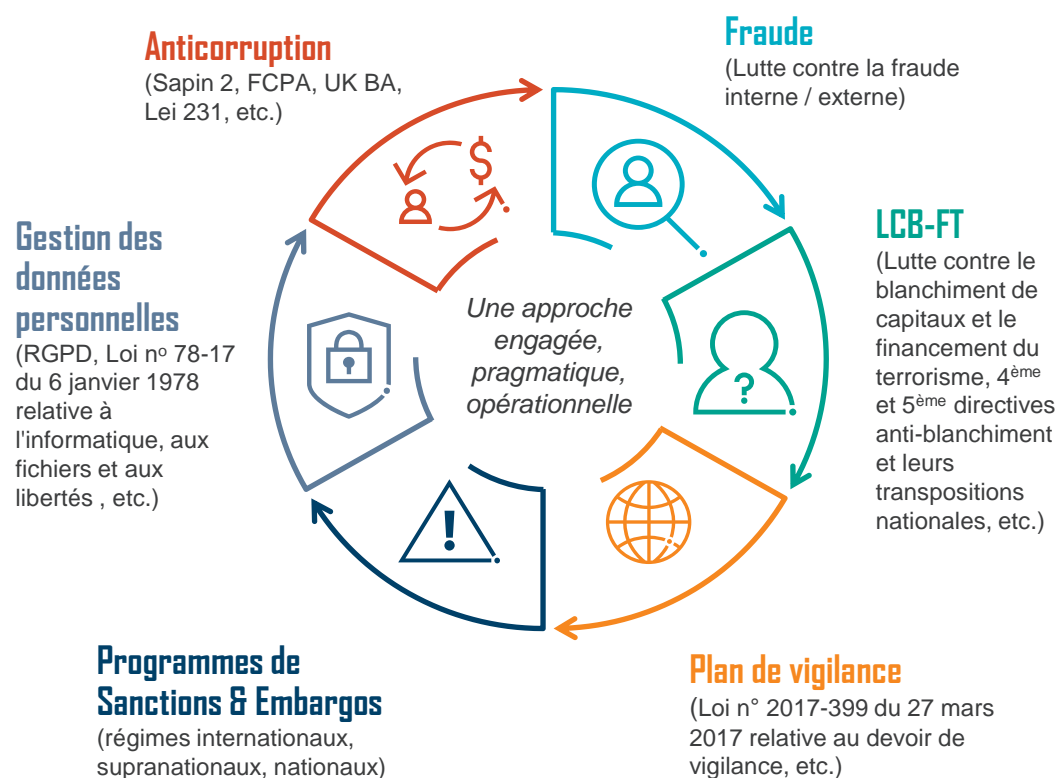 Anticorruption
(Sapin 2, FCPA, UK BA,
Lei 231, etc.)
Fraude
(Lutte contre la fraude
interne / externe)
LCB-FT
(Lutte contre le
blanchiment de
capitaux et le
financement du
terrorisme, 4ème
et 5ème directives
anti-blanchiment
et leurs
transpositions
nationales, etc.)
Plan de vigilance
(Loi n° 2017-399 du 27 mars
2017 relative au devoir de
vigilance, etc.)
Programmes de
Sanctions & Embargos
(régimes internationaux,
supranationaux, nationaux)
Gestion des
données
personnelles
(RGPD, Loi nº 78-17
du 6 janvier 1978
relative à
l'informatique, aux
fichiers et aux
libertés , etc.)
Une approche
engagée,
pragmatique,
opérationnelle
$
?
!